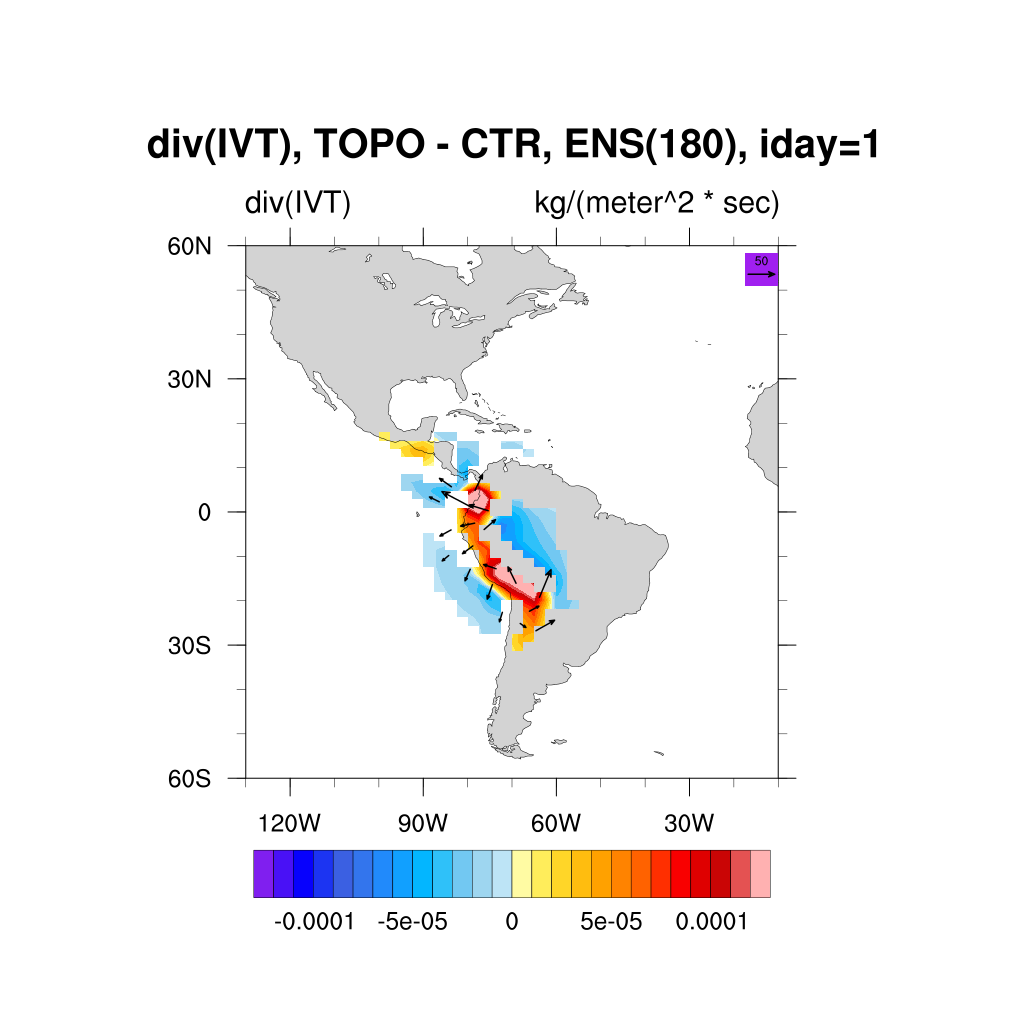 div(IVT), TOPO - CTR, ENS(180), iday=1
div(IVT) kg/(meter^2 * sec)
60N
50
30N
0
30S
60S
120W 90W 60W 30W
-0.0001 -5e-05 0 5e-05 0.0001